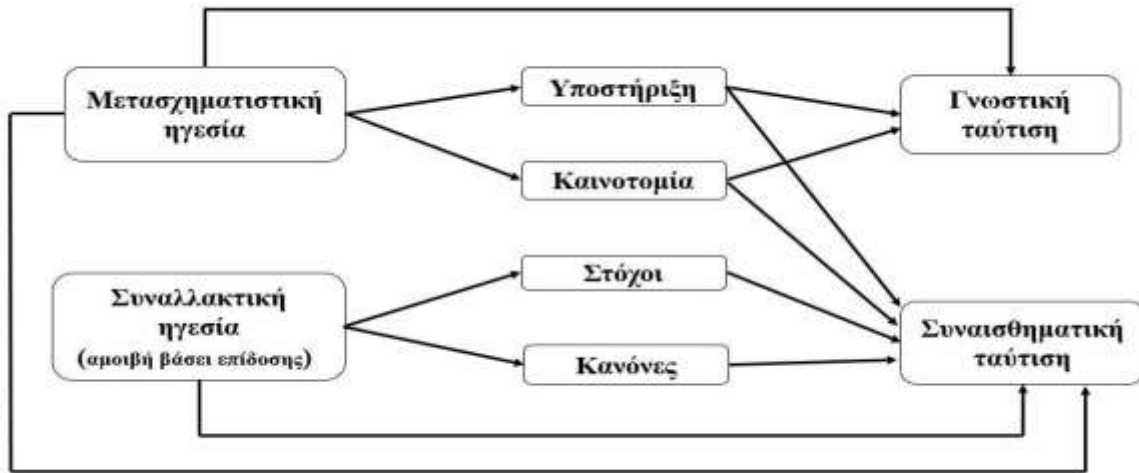 Μετασχηματιστική
ηγεσία
Υποστήριξη
Καινοτομία
Γνωστική
ταύτιση
Συναλλακτική
ηγεσία
(αμοιβή βάσει επίδοσης)
Στόχοι
Κανόνες
Συναισθηματική
ταύτιση